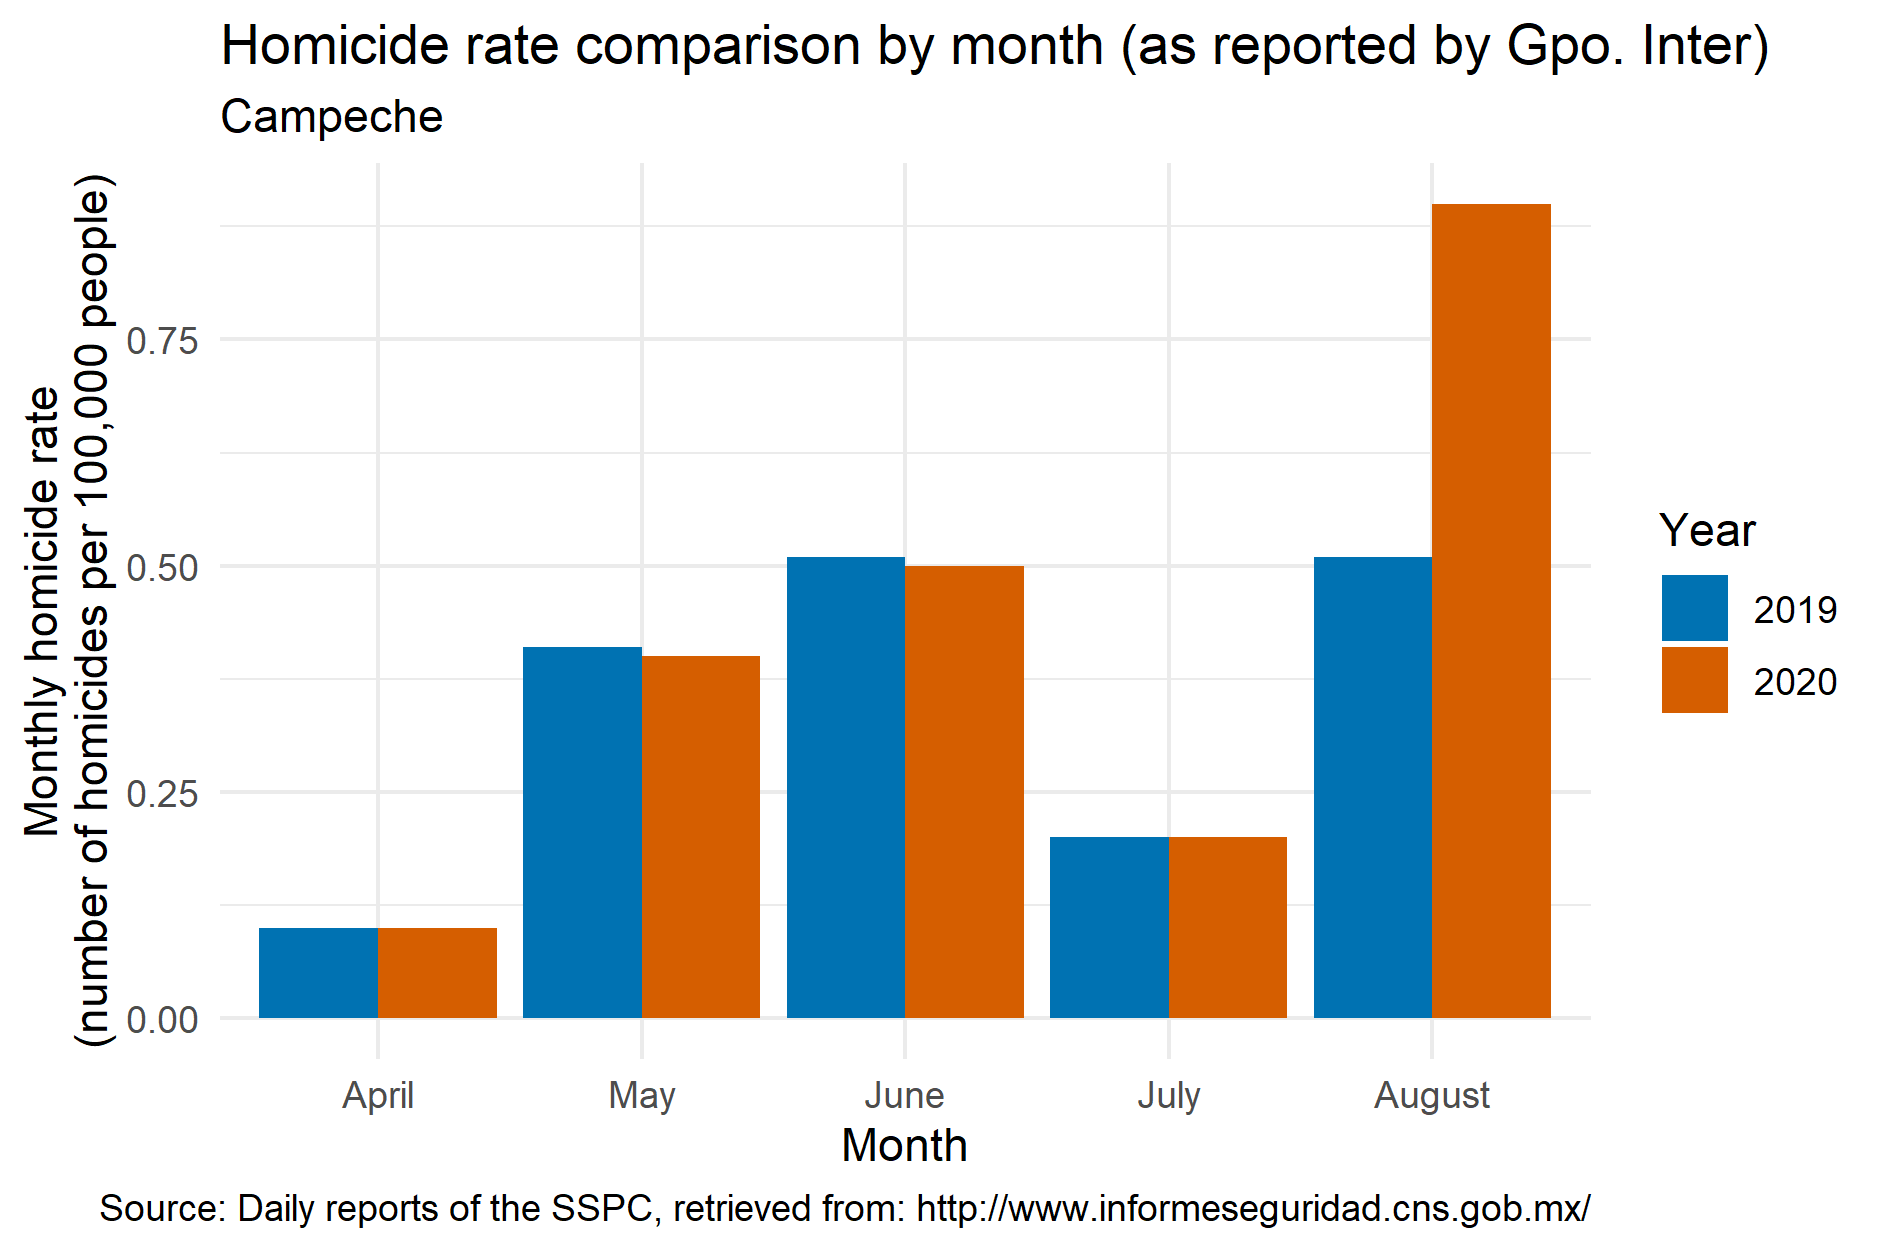 Homicide rate comparison by month (as reported by Gpo. Inter)
Campeche
Monthly homicide rate
(number of homicides per 100,000 people)
0.75
0.50
0.25
0.00
April
May
June
July
August
Month
Year
2019
2020
Source: Daily reports of the SSPC, retrieved from: http://www.informeseguridad.cns.gob.mx/